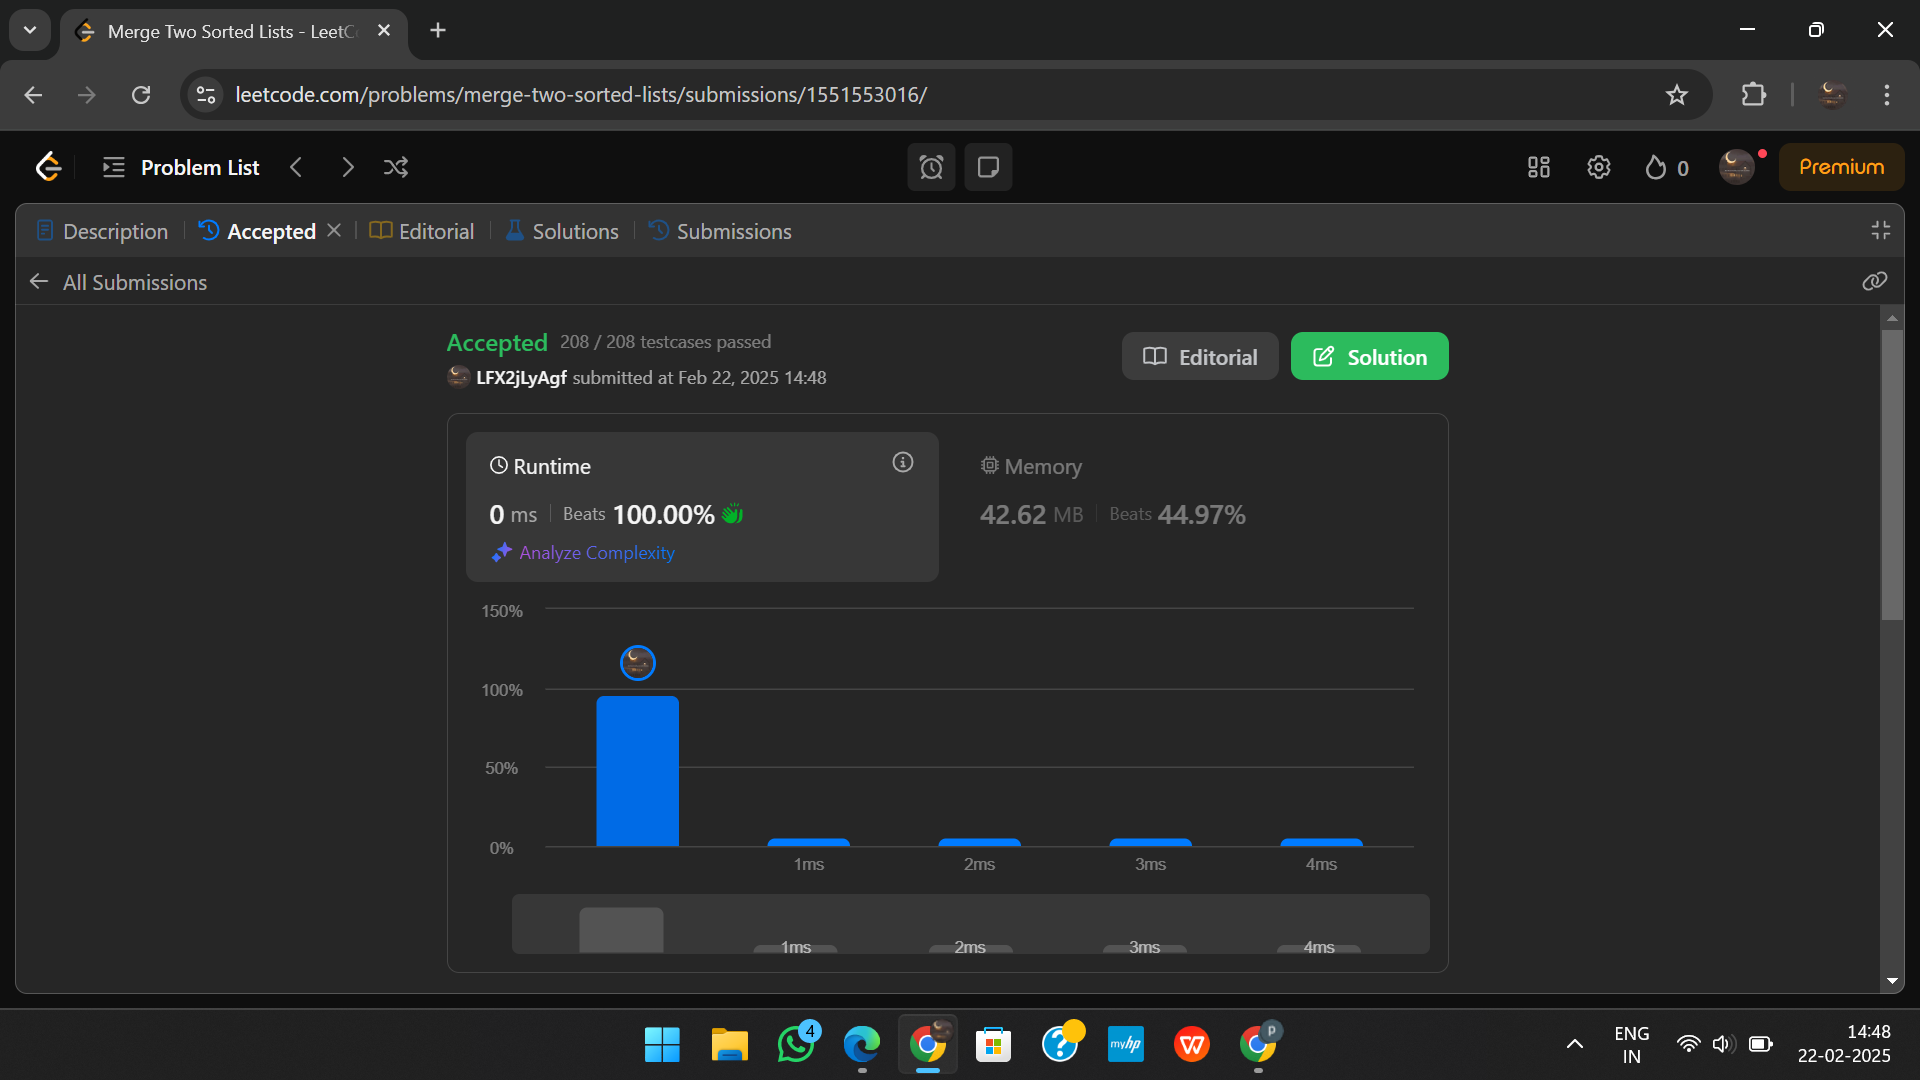 Merge Two Sorted Lists - LeetC
leetcode.com/problems/merge-two-sorted-lists/submissions/1551553016/
Problem List
0
Premium
Description
Accepted
Editorial
Solutions
Submissions
All Submissions
Accepted 208 / 208 testcases passed
LFX2jLyAgf submitted at Feb 22, 2025 14:48
Editorial
Solution
Runtime
0 ms Beats 100.00%
Analyze Complexity
Memory
42.62 MB Beats 44.97%
150%
100%
50%
0%
1ms 2ms 3ms 4ms
1ms 2ms 3ms 4ms
4
myhp
W
P
ENG
IN
14:48
22-02-2025